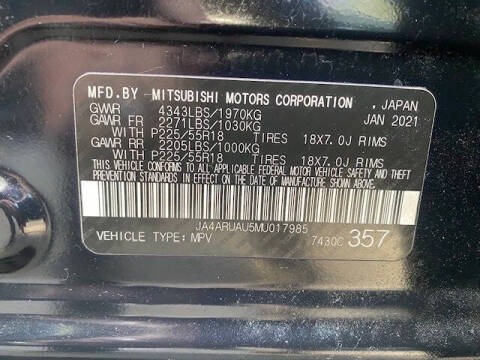 MFD.BY MITSUBISHI MOTORS CORPORATION , JAPAN
GVWR 4343LBS/1970KG JAN 2021
GAWR FR 2271LBS/1030KG
WITH P225/55R18 TIRES 18X7.0J RIMS
GAWR RR 2205LBS/1000KG
WITH P225/55R18 TIRES 18X7.0J RIMS
THIS VEHICLE CONFORMS TO ALL APPLICABLE FEDERAL MOTOR VEHICLE SAFETY AND THEFT
PREVENTION STANDARDS IN EFFECT ON THE DATE OF MANUFACTURE SHOWN ABOVE.
JA4ARUAU5MU017985
VEHICLE TYPE: MPV 7430C 357